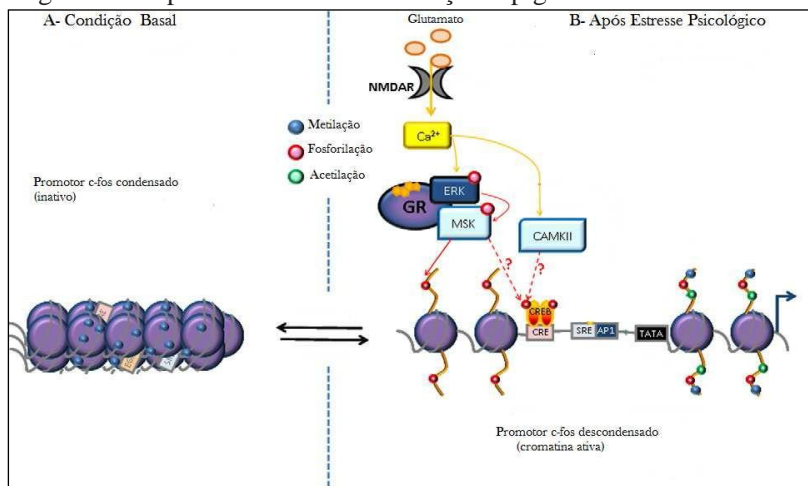 A- Condição Basal
Glutamato
B- Após Estresse Psicológico
NMDAR
Ca²⁺
Metilação
Fosforilação
Acetilação
Promotor c-fos condensado
(inativo)
ERK
GR
MSK
CAMKII
?
?
CREB
CRE
SRE
AP1
TATA
Promotor c-fos descondensado
(cromatina ativa)